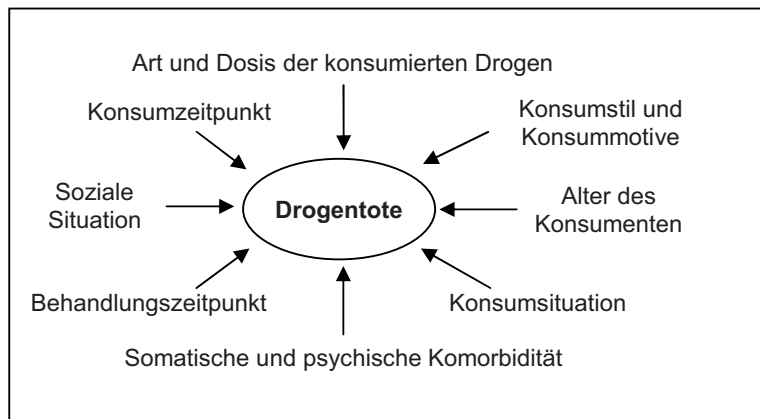 Art und Dosis der konsumierten Drogen
Konsumzeitpunkt
Konsumstil und
Konsummotive
Soziale
Situation
Drogentote
Alter des
Konsumenten
Behandlungszeitpunkt
Konsumsituation
Somatische und psychische Komorbidität